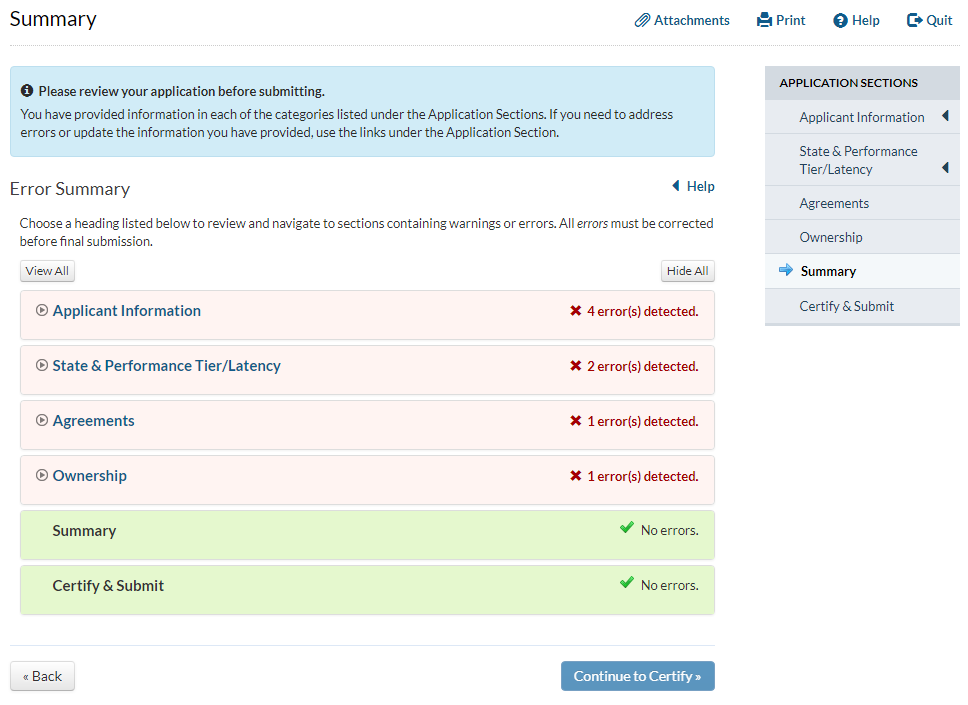 Summary
Attachments
Print
Help
Quit
Please review your application before submitting.
You have provided information in each of the categories listed under the Application Sections. If you need to address
errors or update the information you have provided, use the links under the Application Section.
Error Summary
Help
Choose a heading listed below to review and navigate to sections containing warnings or errors. All errors must be corrected
before final submission.
View All
Hide All
Applicant Information
4 error(s) detected.
State & Performance Tier/Latency
2 error(s) detected.
Agreements
1 error(s) detected.
Ownership
1 error(s) detected.
Summary
No errors.
Certify & Submit
No errors.
« Back
Continue to Certify »
APPLICATION SECTIONS
Applicant Information
State & Performance
Tier/Latency
Agreements
Ownership
Summary
Certify & Submit